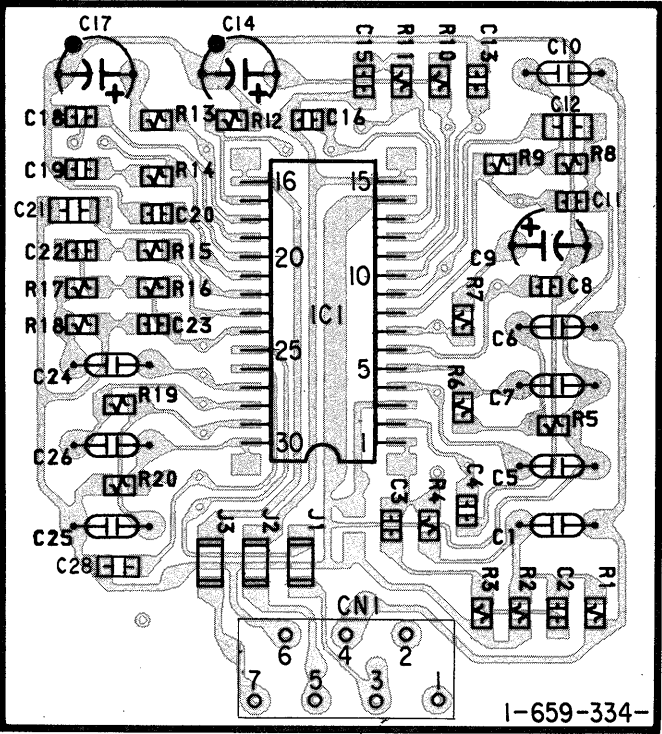 C17 C14
C15 R11 R10 C13 C10
C18 R13 R12 C16 C12
C19 R14 R9 R8
16 15
C21 C20 C11
C22 R15 20 C9
R17 R16 10 C8
R18 C23 IC1 R7 C6
25
C24 5 R6 C7
R19
R5
C26 30 1
R20 C5
C25 J3 J2 J1 C3 R4 C4 C1
C28
CN1 R3 R2 C2 R1
6 4 2
7 5 3 1
1-659-334-